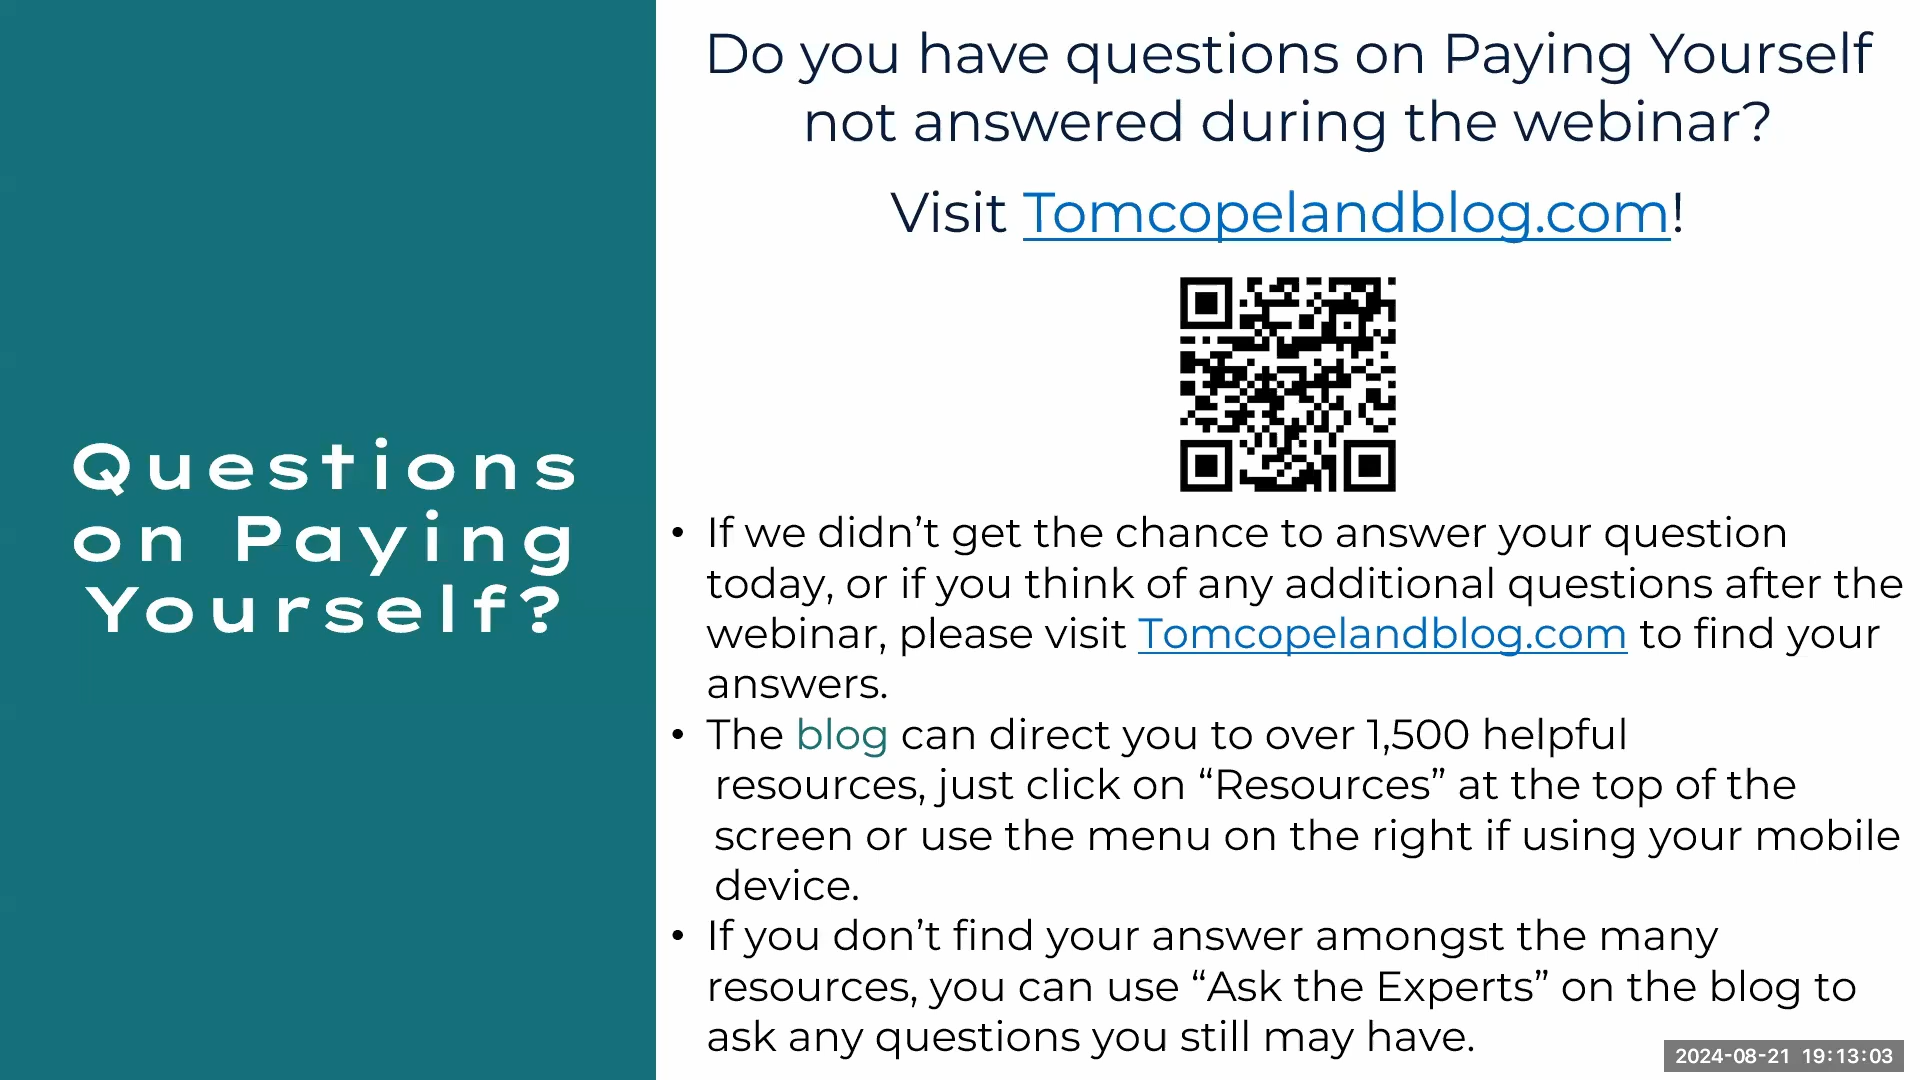 Questions
on Paying
Yourself?
Do you have questions on Paying Yourself
not answered during the webinar?
Visit Tomcopelandblog.com!
• If we didn’t get the chance to answer your question
today, or if you think of any additional questions after the
webinar, please visit Tomcopelandblog.com to find your
answers.
• The blog can direct you to over 1,500 helpful
resources, just click on “Resources” at the top of the
screen or use the menu on the right if using your mobile
device.
• If you don’t find your answer amongst the many
resources, you can use “Ask the Experts” on the blog to
ask any questions you still may have.
2024-08-21 19:13:03